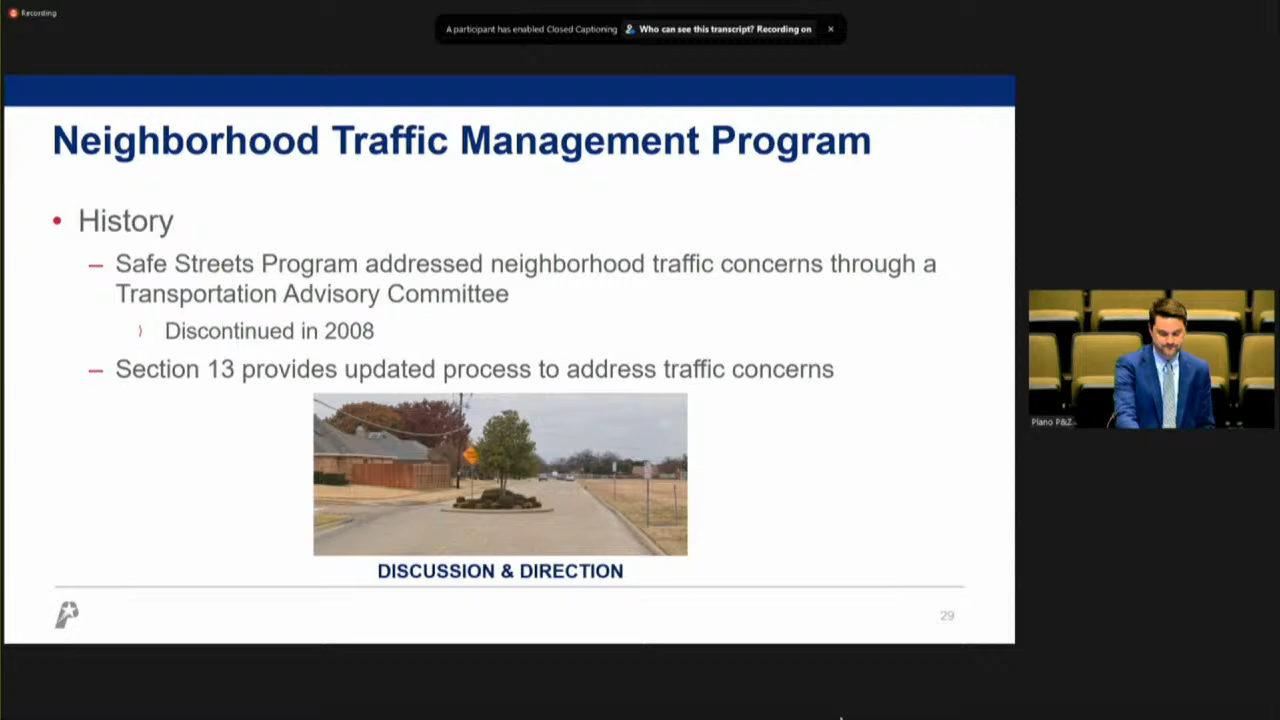 Recording
A participant has enabled Closed Captioning Who can see this transcript? Recording on
Neighborhood Traffic Management Program
• History
– Safe Streets Program addressed neighborhood traffic concerns through a
Transportation Advisory Committee
Discontinued in 2008
– Section 13 provides updated process to address traffic concerns
Plano P&Z
DISCUSSION & DIRECTION
29